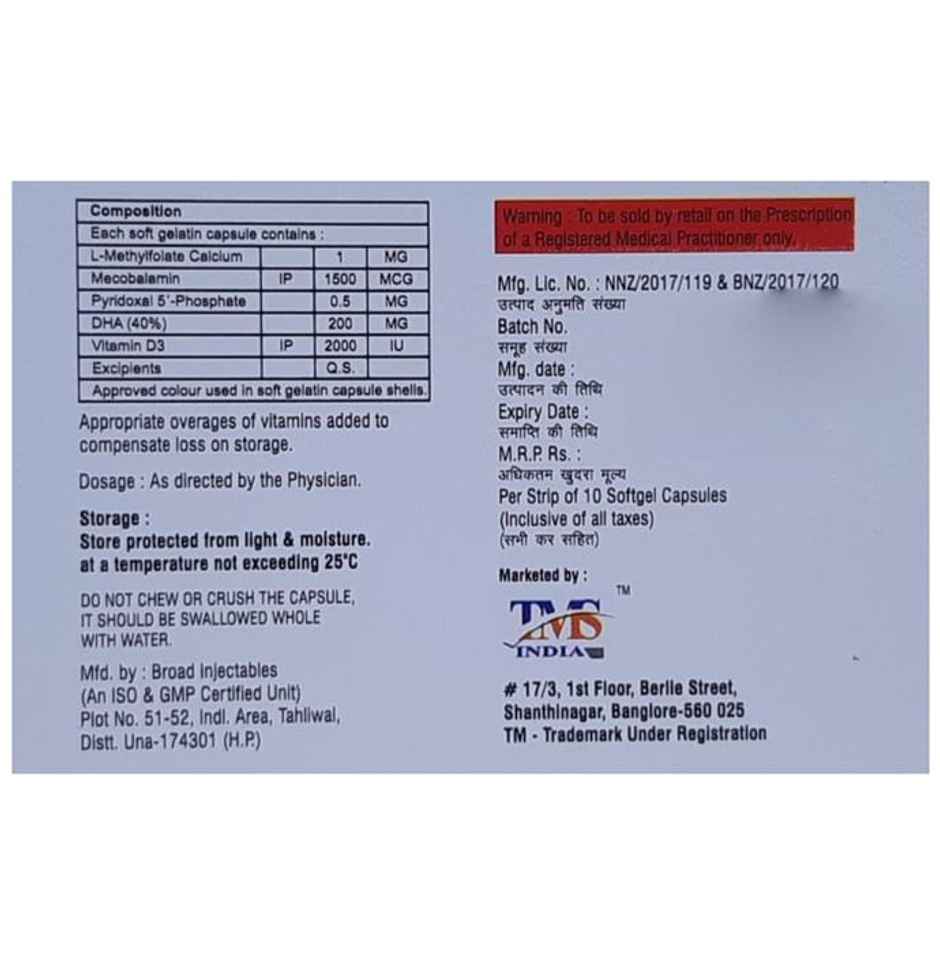 Composition
Each soft gelatin capsule contains :
L-Methylfolate Calcium 1 MG
Mecobalamin IP 1500 MCG
Pyridoxal 5'-Phosphate 0.5 MG
DHA (40%) 200 MG
Vitamin D3 IP 2000 IU
Excipients Q.S.
Approved colour used in soft gelatin capsule shells.
Appropriate overages of vitamins added to
compensate loss on storage.
Dosage : As directed by the Physician.
Storage :
Store protected from light & moisture.
at a temperature not exceeding 25°C
DO NOT CHEW OR CRUSH THE CAPSULE,
IT SHOULD BE SWALLOWED WHOLE
WITH WATER.
Mfd. by : Broad Injectables
(An ISO & GMP Certified Unit)
Plot No. 51-52, Indl. Area, Tahliwal,
Distt. Una-174301 (H.P.)
Warning : To be sold by retail on the Prescription
of a Registered Medical Practitioner only.
Mfg. Lic. No. : NNZ/2017/119 & BNZ/2017/120
उत्पाद अनुमति संख्या
Batch No.
समूह संख्या
Mfg. date :
उत्पादन की तिथि
Expiry Date :
समाप्ति की तिथि
M.R.P. Rs. :
अधिकतम खुदरा मूल्य
Per Strip of 10 Softgel Capsules
(Inclusive of all taxes)
(सभी कर सहित)
Marketed by :
TMS TM
INDIA
# 17/3, 1st Floor, Berlie Street,
Shanthinagar, Banglore-560 025
TM - Trademark Under Registration